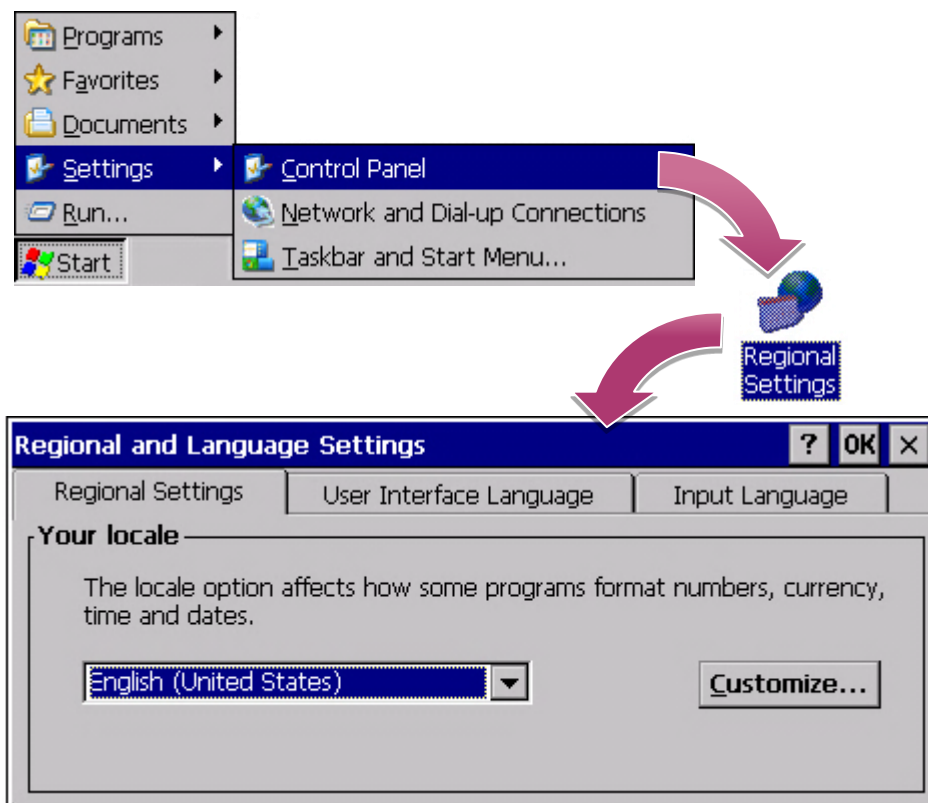 Programs
Favorites
Documents
Settings
Control Panel
Run...
Network and Dial-up Connections
Start
Taskbar and Start Menu...
Regional
Settings
Regional and Language Settings
? OK ×
Regional Settings
User Interface Language
Input Language
Your locale
The locale option affects how some programs format numbers, currency,
time and dates.
English (United States)
Customize...